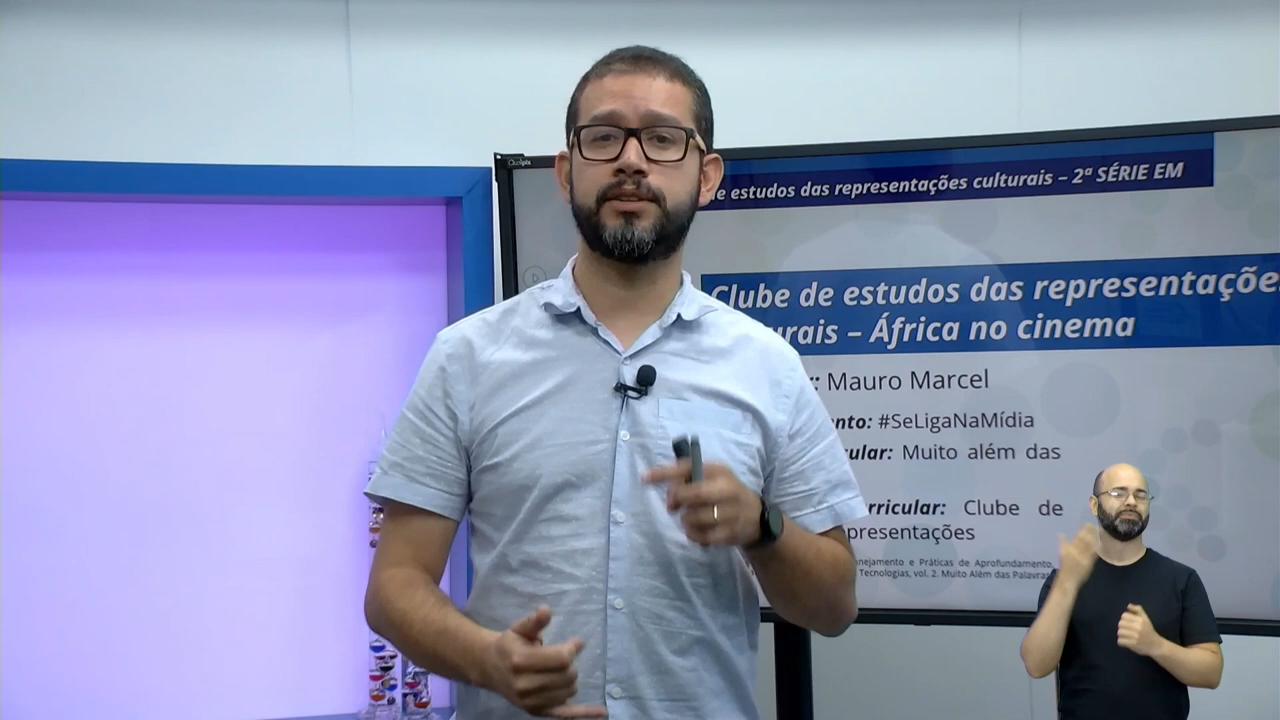 de estudos das representações culturais – 2ª SÉRIE EM
Clube de estudos das representaçõe
urais – África no cinema
: Mauro Marcel
nto: #SeLigaNaMídia
ular: Muito além das
rricular: Clube de
presentações
nejamento e Práticas de Aprofundamento,
Tecnologias, vol. 2. Muito Além das Palavras